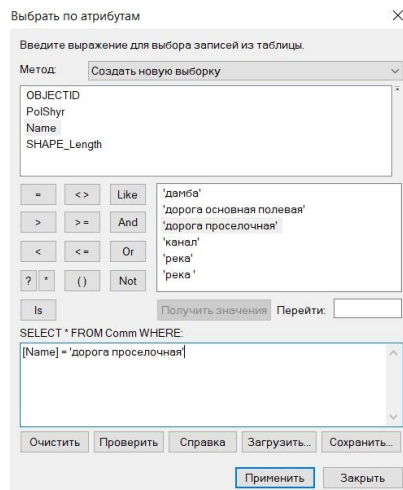 Выбрать по атрибутам
Введите выражение для выбора записей из таблицы.
Метод: Создать новую выборку
OBJECTID
PolShyr
Name
SHAPE_Length
= <> Like
> >= And
< <= Or
? * () Not
Is
'дамба'
'дорога основная полевая'
'дорога проселочная'
'канал'
'река'
'река '
Получить значения Перейти:
SELECT * FROM Comm WHERE:
[Name] = 'дорога проселочная'
Очистить Проверить Справка Загрузить... Сохранить...
Применить Закрыть